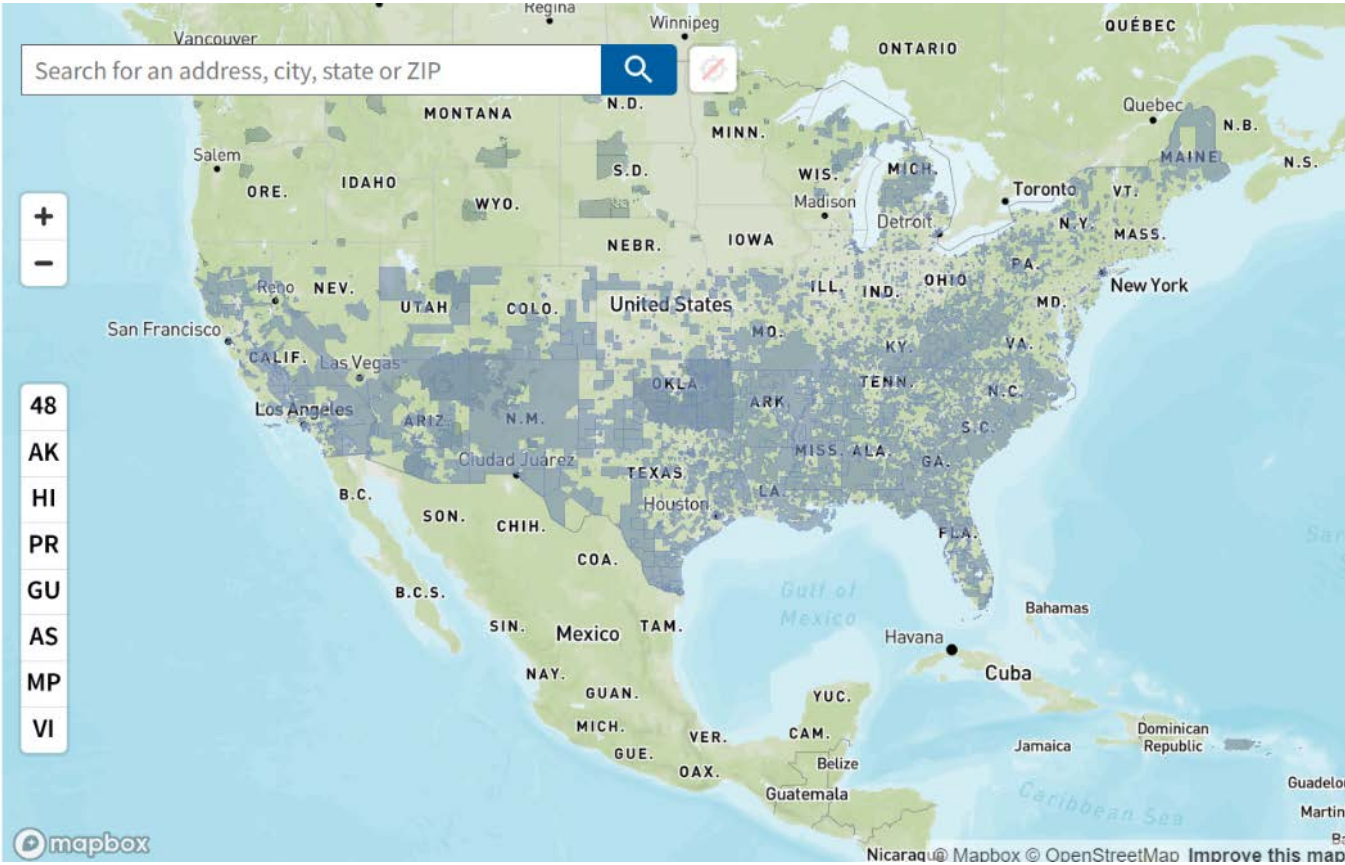 Regina
Winnipeg
QUÉBEC
Vancouver
ONTARIO
Search for an address, city, state or ZIP
MONTANA
N.D.
MINN.
Quebec
N.B.
Salem
ORE.
IDAHO
WYO.
S.D.
WIS.
MICH.
MAINE
N.S.
Madison
Toronto
VT.
Detroit
N.Y.
MASS.
+
−
NEBR.
IOWA
PA.
New York
Reno
NEV.
UTAH
COLO.
United States
ILL.
IND.
OHIO
MD.
San Francisco
CALIF.
Las Vegas
MO.
KY.
VA.
48
Los Angeles
ARIZ.
N.M.
OKLA.
ARK.
TENN.
N.C.
S.C.
AK
Ciudad Juárez
TEXAS
MISS.
ALA.
GA.
HI
B.C.
SON.
CHIH.
Houston
LA.
FLA.
PR
COA.
GU
B.C.S.
Gulf of
Mexico
Bahamas
AS
SIN.
Mexico
TAM.
Havana
Cuba
MP
NAY.
GUAN.
YUC.
VI
MICH.
VER.
CAM.
Jamaica
Dominican
Republic
GUE.
OAX.
Belize
Guatemala
Caribbean Sea
mapbox
© Mapbox © OpenStreetMap Improve this map